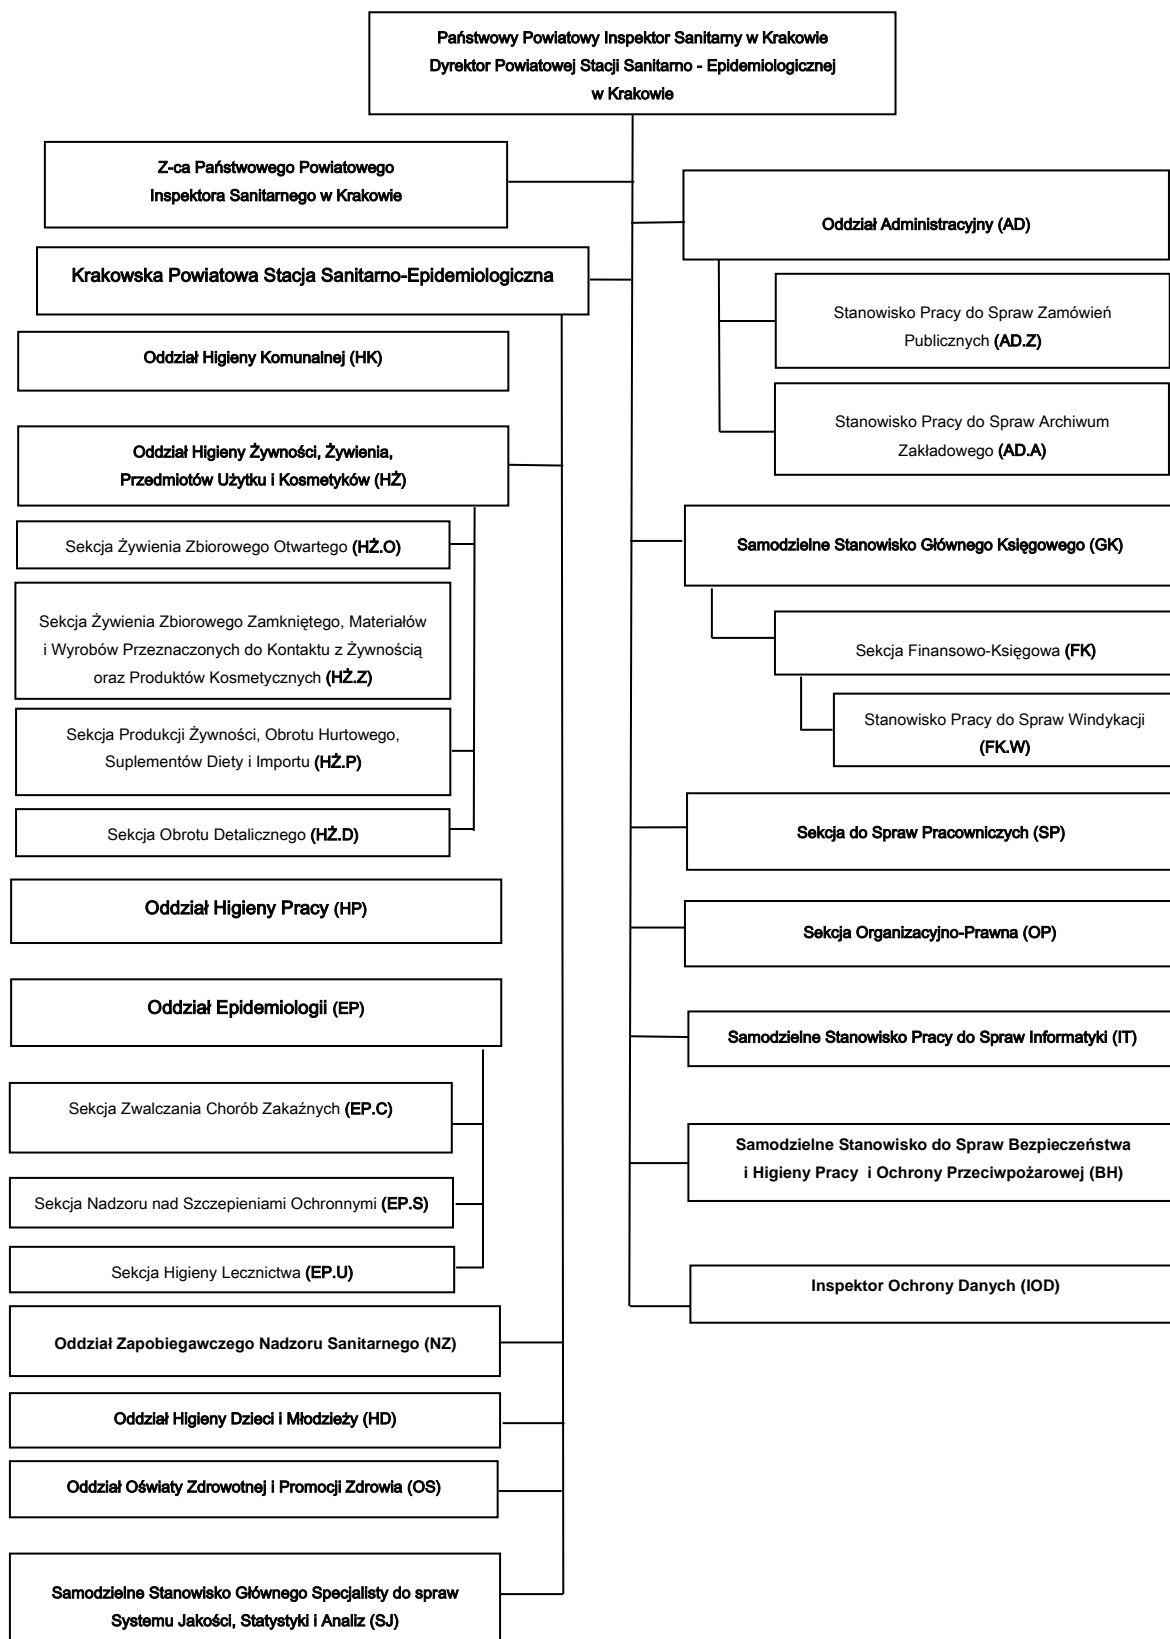 Państwowy Powiatowy Inspektor Sanitarny w Krakowie
Dyrektor Powiatowej Stacji Sanitarno - Epidemiologicznej
w Krakowie
Z-ca Państwowego Powiatowego
Inspektora Sanitarnego w Krakowie
Krakowska Powiatowa Stacja Sanitarno-Epidemiologiczna
Oddział Higieny Komunalnej (HK)
Oddział Higieny Żywności, Żywienia,
Przedmiotów Użytku i Kosmetyków (HŻ)
Sekcja Żywienia Zbiorowego Otwartego (HŻ.O)
Sekcja Żywienia Zbiorowego Zamkniętego, Materiałów
i Wyrobów Przeznaczonych do Kontaktu z Żywnością
oraz Produktów Kosmetycznych (HŻ.Z)
Sekcja Produkcji Żywności, Obrotu Hurtowego,
Suplementów Diety i Importu (HŻ.P)
Sekcja Obrotu Detalicznego (HŻ.D)
Oddział Higieny Pracy (HP)
Oddział Epidemiologii (EP)
Sekcja Zwalczania Chorób Zakaźnych (EP.C)
Sekcja Nadzoru nad Szczepieniami Ochronnymi (EP.S)
Sekcja Higieny Lecznictwa (EP.U)
Oddział Zapobiegawczego Nadzoru Sanitarnego (NZ)
Oddział Higieny Dzieci i Młodzieży (HD)
Oddział Oświaty Zdrowotnej i Promocji Zdrowia (OS)
Samodzielne Stanowisko Głównego Specjalisty do spraw
Systemu Jakości, Statystyki i Analiz (SJ)
Oddział Administracyjny (AD)
Stanowisko Pracy do Spraw Zamówień
Publicznych (AD.Z)
Stanowisko Pracy do Spraw Archiwum
Zakładowego (AD.A)
Samodzielne Stanowisko Głównego Księgowego (GK)
Sekcja Finansowo-Księgowa (FK)
Stanowisko Pracy do Spraw Windykacji
(FK.W)
Sekcja do Spraw Pracowniczych (SP)
Sekcja Organizacyjno-Prawna (OP)
Samodzielne Stanowisko Pracy do Spraw Informatyki (IT)
Samodzielne Stanowisko do Spraw Bezpieczeństwa
i Higieny Pracy i Ochrony Przeciwpożarowej (BH)
Inspektor Ochrony Danych (IOD)